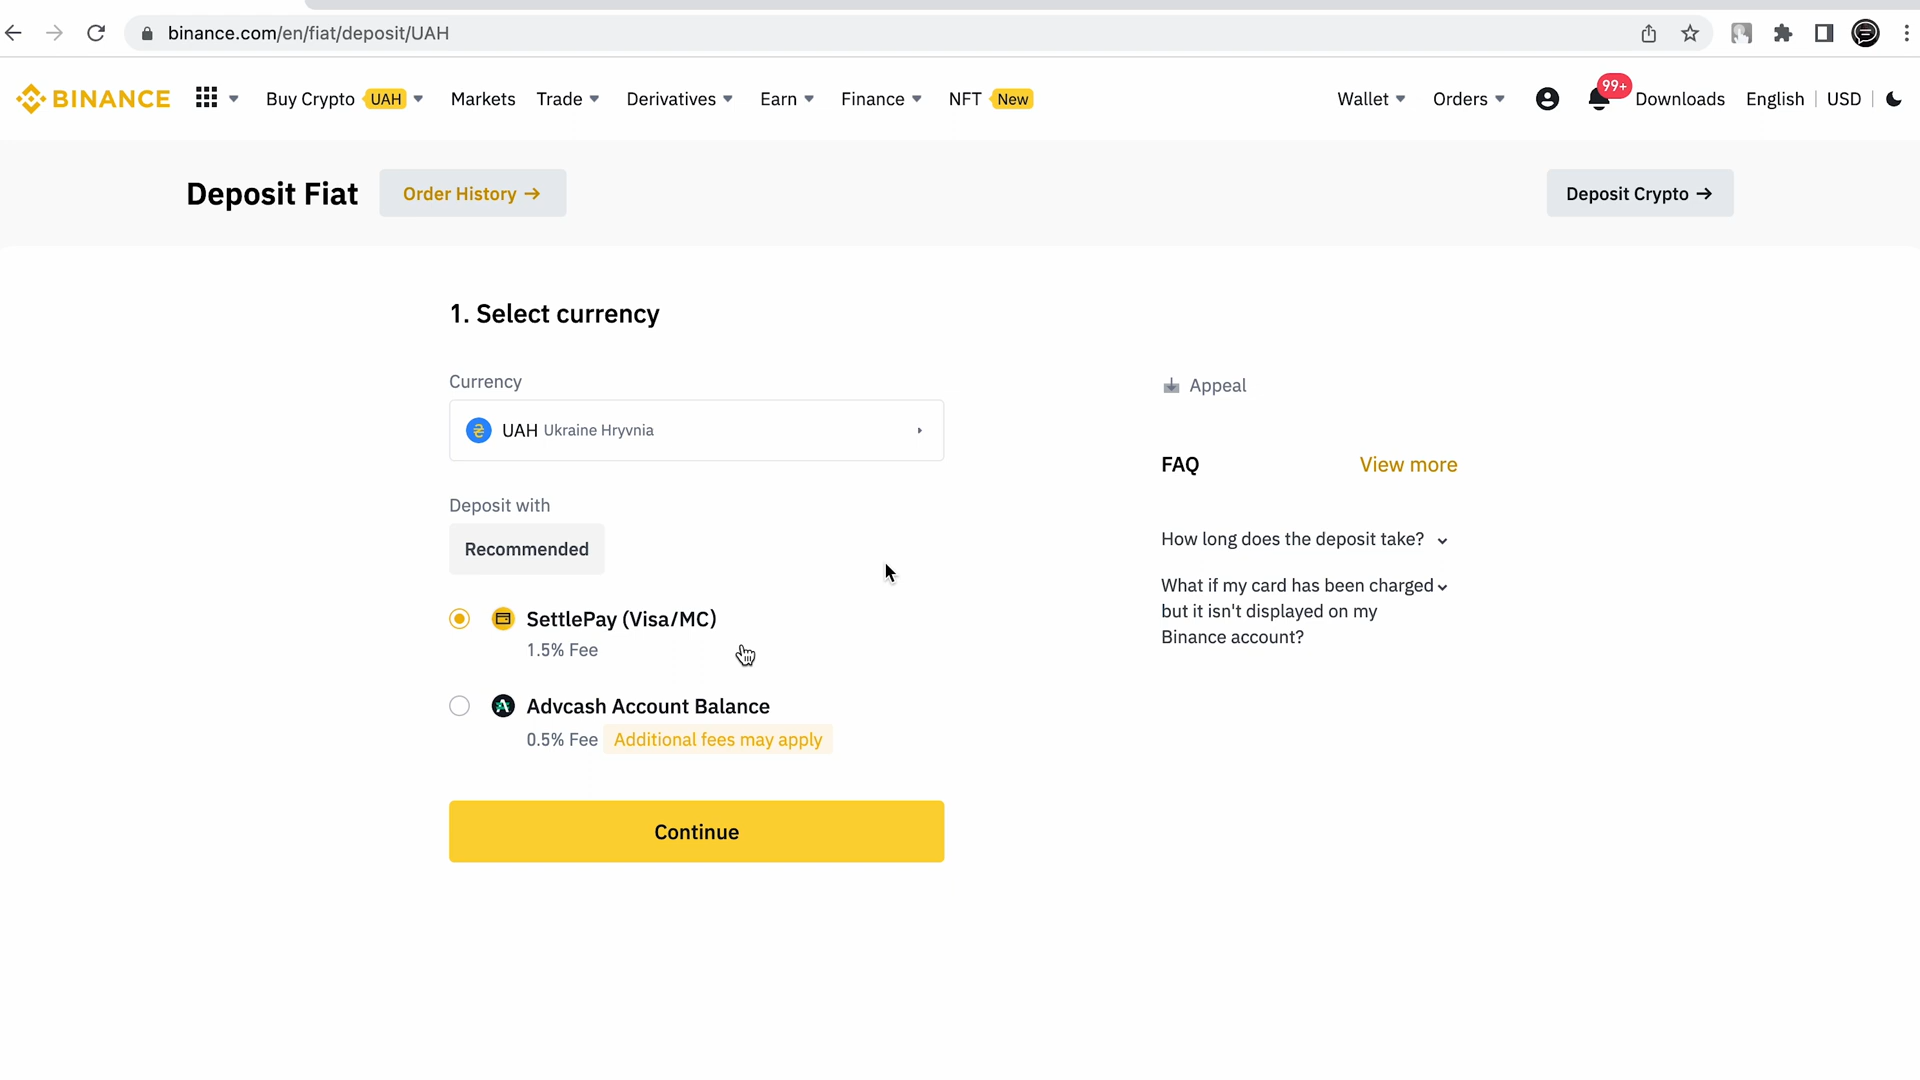 binance.com/en/fiat/deposit/UAH
BINANCE Buy Crypto UAH Markets Trade Derivatives Earn Finance NFT New Wallet Orders 99+ Downloads English USD
Deposit Fiat Order History → Deposit Crypto →
1. Select currency
Currency
UAH Ukraine Hryvnia
Deposit with
Recommended
SettlePay (Visa/MC)
1.5% Fee
Advcash Account Balance
0.5% Fee Additional fees may apply
Continue
Appeal
FAQ View more
How long does the deposit take?
What if my card has been charged
but it isn't displayed on my
Binance account?